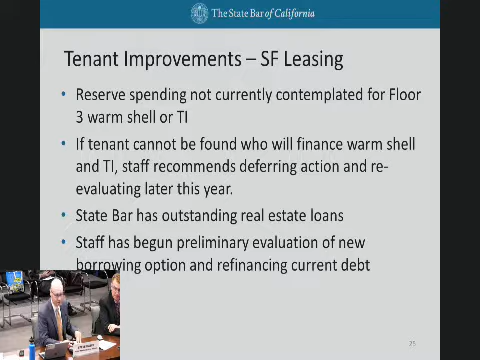 The State Bar of California
Tenant Improvements – SF Leasing
• Reserve spending not currently contemplated for Floor
3 warm shell or TI
• If tenant cannot be found who will finance warm shell
and TI, staff recommends deferring action and re-
evaluating later this year.
• State Bar has outstanding real estate loans
• Staff has begun preliminary evaluation of new
borrowing option and refinancing current debt
25